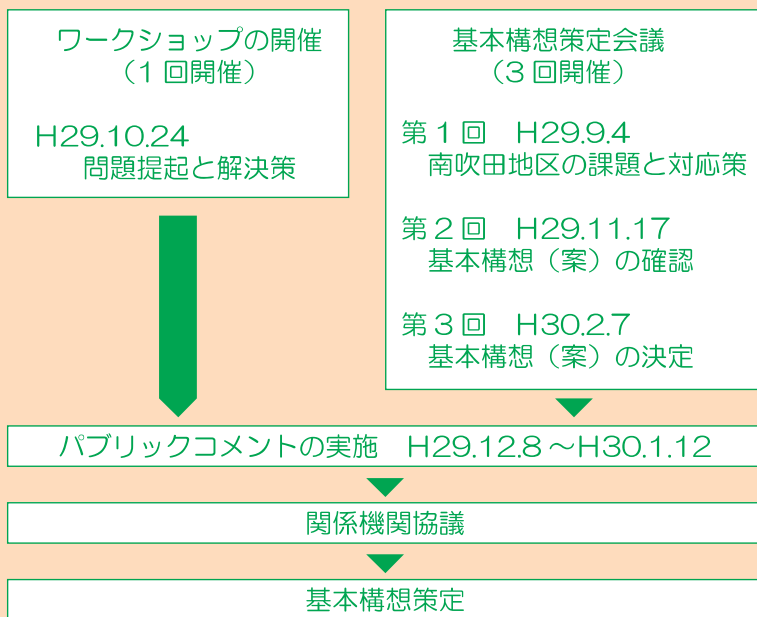 ワークショップの開催
（１回開催）
H29.10.24
問題提起と解決策
基本構想策定会議
（３回開催）
第１回　H29.9.4
南吹田地区の課題と対応策
第２回　H29.11.17
基本構想（案）の確認
第３回　H30.2.7
基本構想（案）の決定
パブリックコメントの実施　H29.12.8～H30.1.12
関係機関協議
基本構想策定